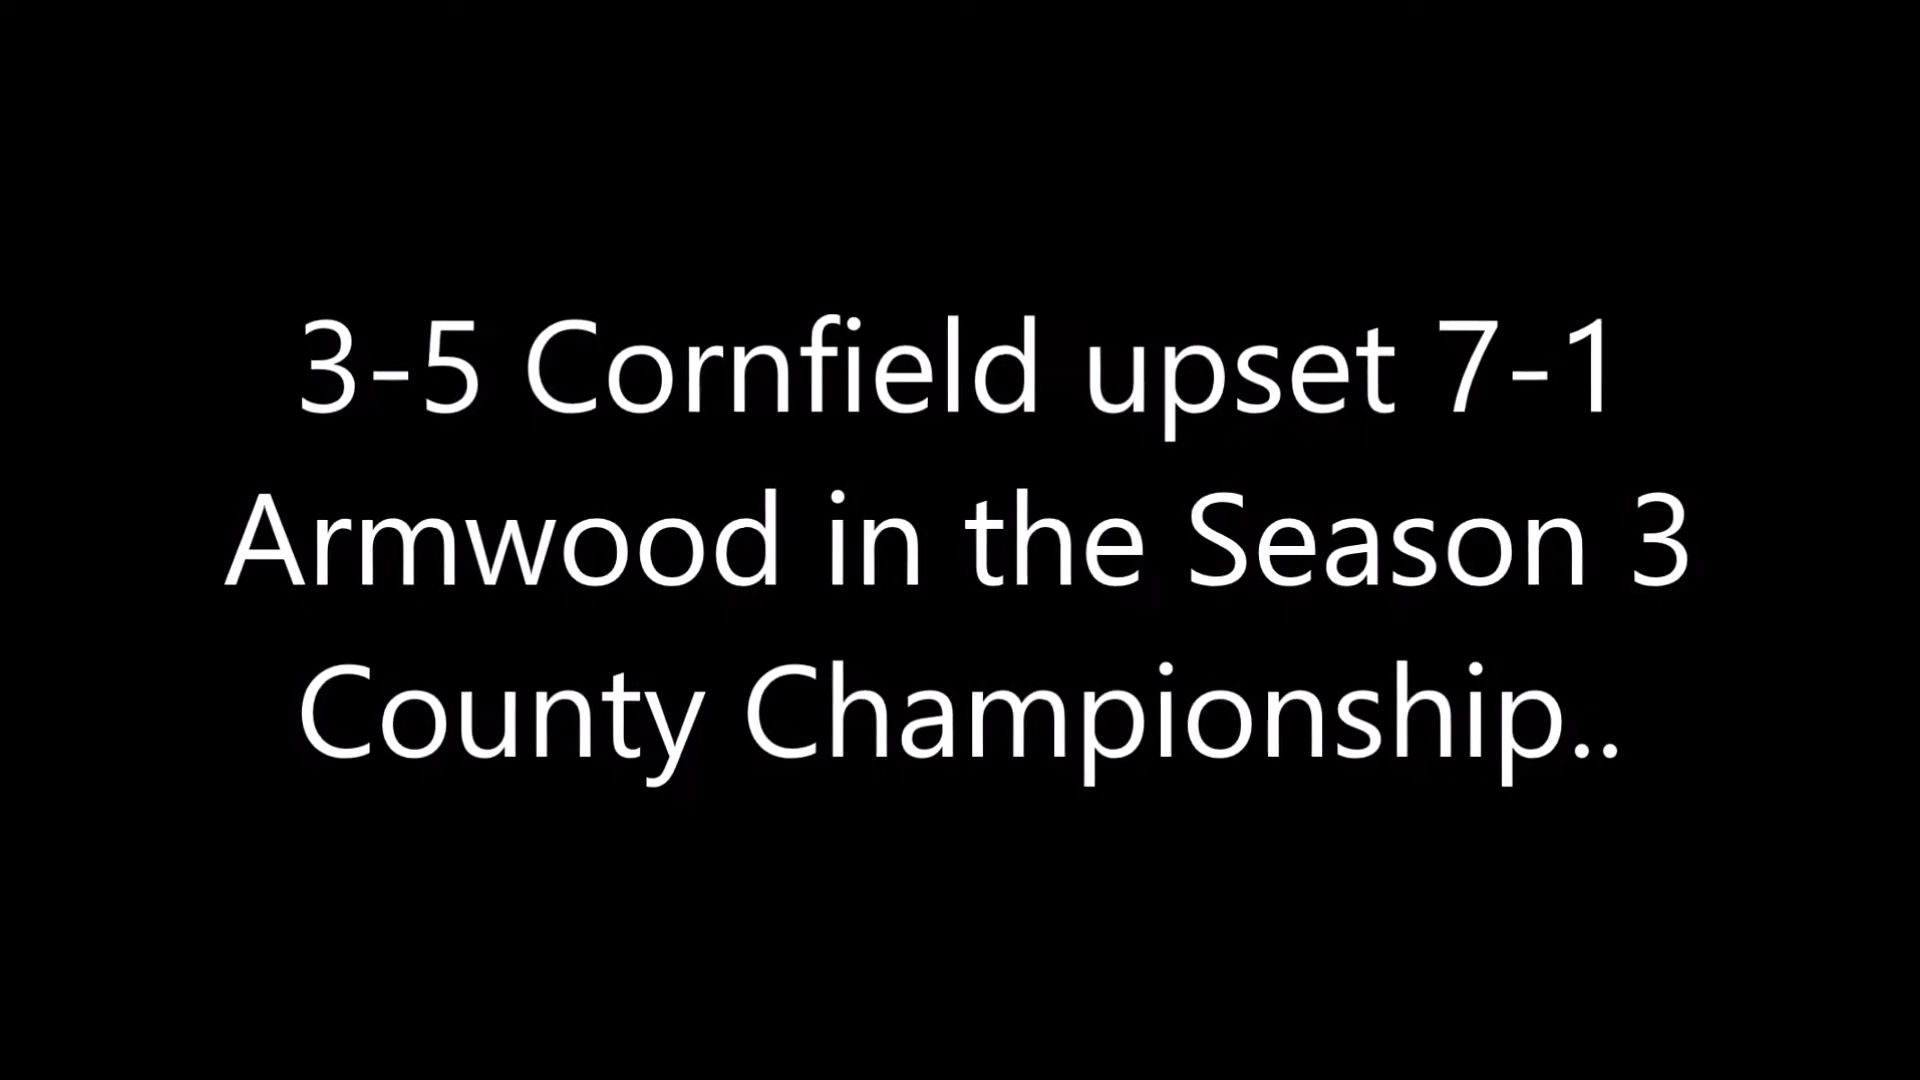 3-5 Cornfield upset 7-1
Armwood in the Season 3
County Championship..